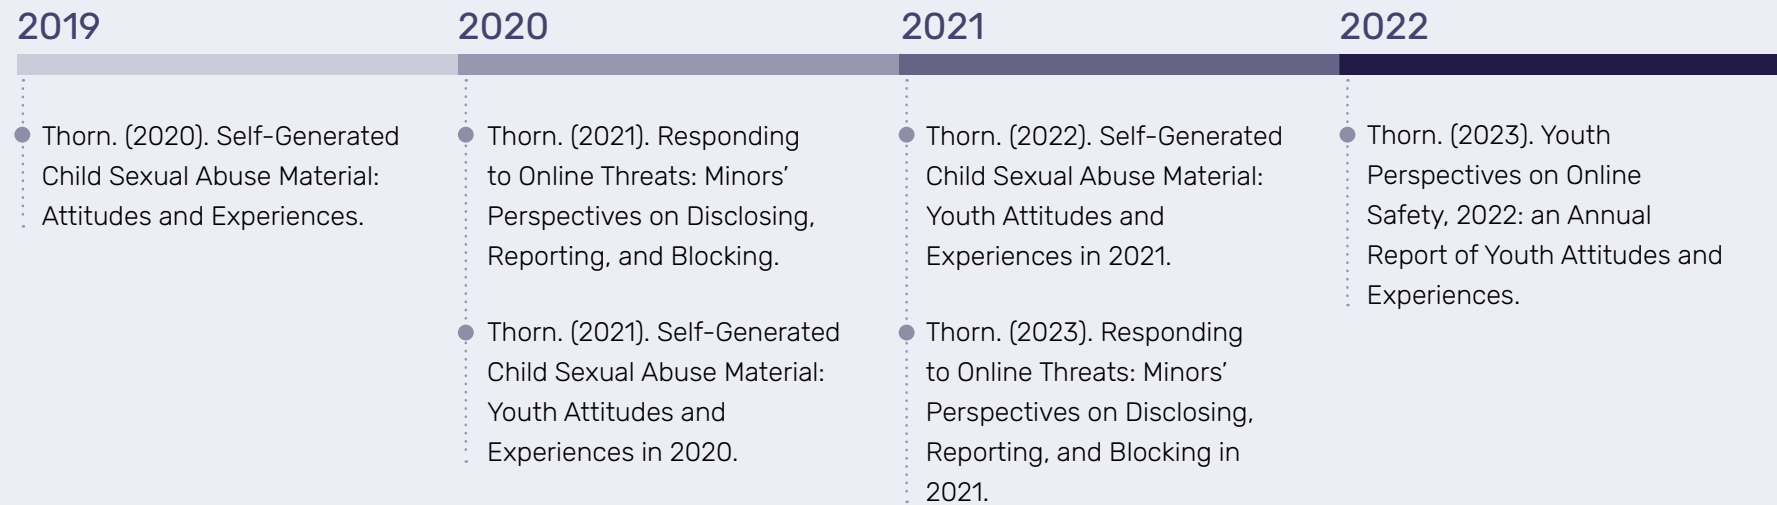 2019
Thorn. (2020). Self-Generated
Child Sexual Abuse Material:
Attitudes and Experiences.
2020
Thorn. (2021). Responding
to Online Threats: Minors’
Perspectives on Disclosing,
Reporting, and Blocking.
Thorn. (2021). Self-Generated
Child Sexual Abuse Material:
Youth Attitudes and
Experiences in 2020.
2021
Thorn. (2022). Self-Generated
Child Sexual Abuse Material:
Youth Attitudes and
Experiences in 2021.
Thorn. (2023). Responding
to Online Threats: Minors’
Perspectives on Disclosing,
Reporting, and Blocking in
2021.
2022
Thorn. (2023). Youth
Perspectives on Online
Safety, 2022: an Annual
Report of Youth Attitudes and
Experiences.